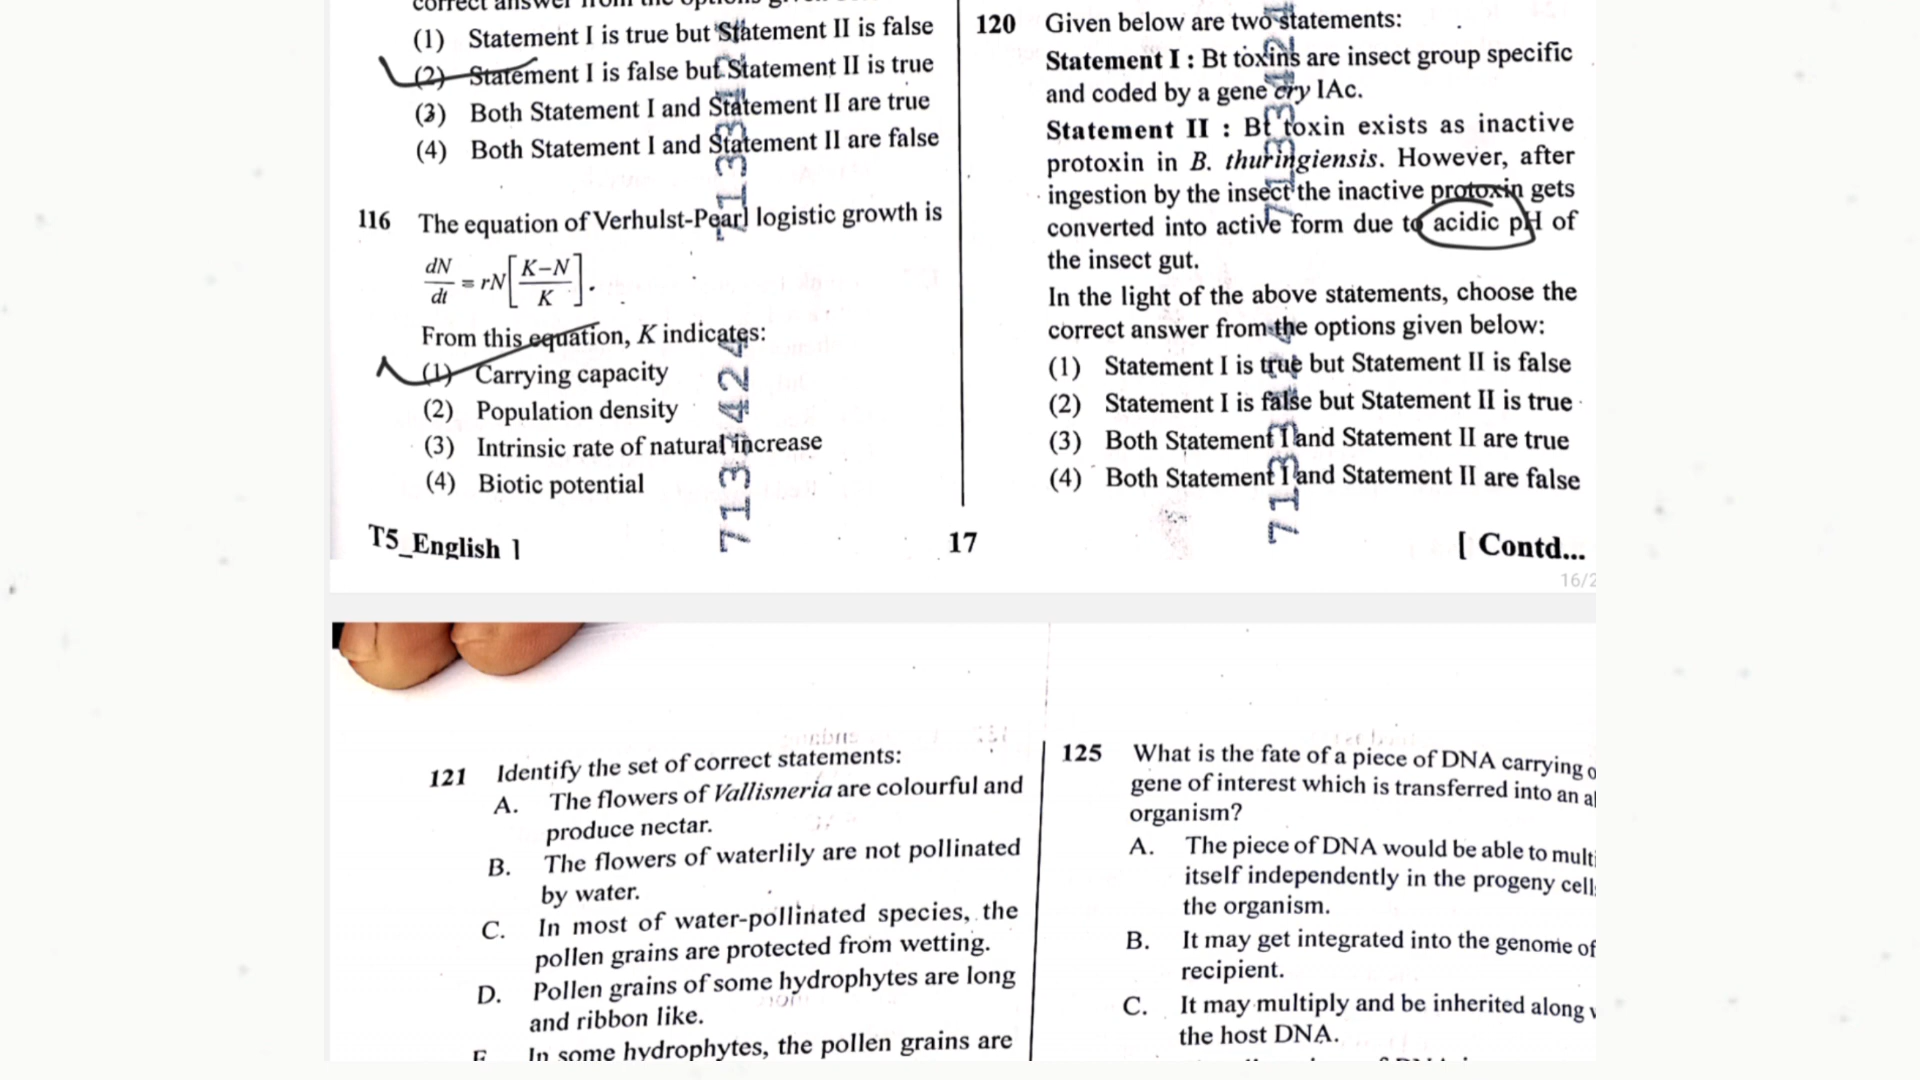 (1) Statement I is true but Statement II is false
(2) Statement I is false but Statement II is true
(3) Both Statement I and Statement II are true
(4) Both Statement I and Statement II are false
116 The equation of Verhulst-Pearl logistic growth is
dN/dt = rN[K–N/K].
From this equation, K indicates:
(1) Carrying capacity
(2) Population density
(3) Intrinsic rate of natural increase
(4) Biotic potential
120 Given below are two statements:
Statement I : Bt toxins are insect group specific
and coded by a gene cry IAc.
Statement II : Bt toxin exists as inactive
protoxin in B. thuringiensis. However, after
ingestion by the insect the inactive protoxin gets
converted into active form due to acidic pH of
the insect gut.
In the light of the above statements, choose the
correct answer from the options given below:
(1) Statement I is true but Statement II is false
(2) Statement I is false but Statement II is true
(3) Both Statement I and Statement II are true
(4) Both Statement I and Statement II are false
T5_English ]
17
[ Contd...
121 Identify the set of correct statements:
A. The flowers of Vallisneria are colourful and
produce nectar.
B. The flowers of waterlily are not pollinated
by water.
C. In most of water-pollinated species, the
pollen grains are protected from wetting.
D. Pollen grains of some hydrophytes are long
and ribbon like.
In some hydrophytes, the pollen grains are
125 What is the fate of a piece of DNA carrying
gene of interest which is transferred into an
organism?
A. The piece of DNA would be able to
itself independently in the progeny
the organism.
B. It may get integrated into the genome of
recipient.
C. It may multiply and be inherited along
the host DNA.